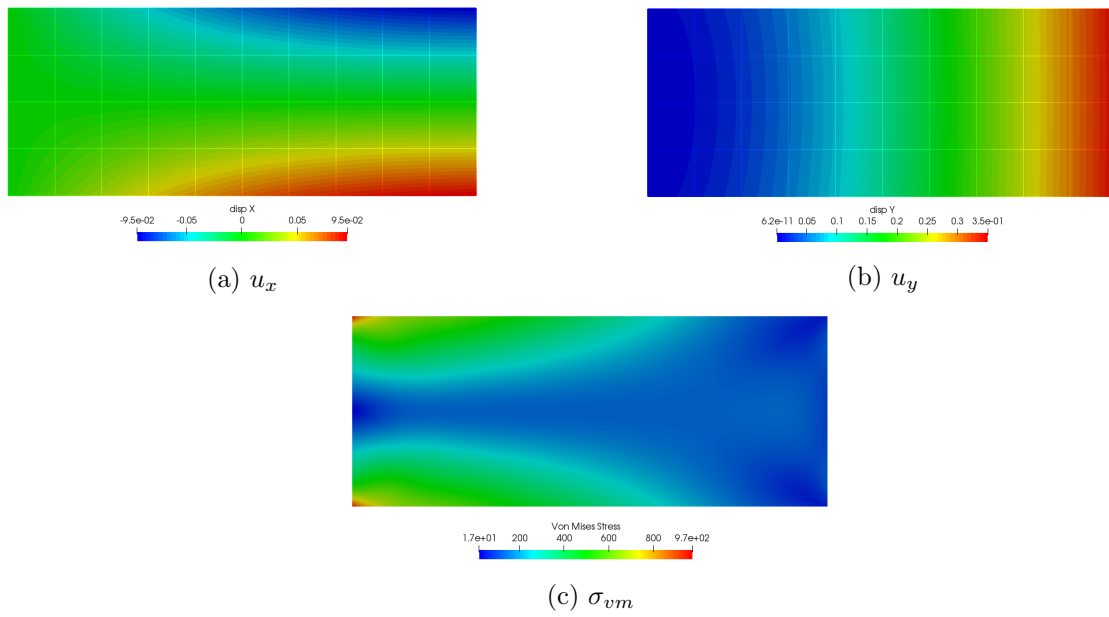 disp X
-9.5e-02 -0.05 0 0.05 9.5e-02
(a) u_x
disp Y
6.2e-11 0.05 0.1 0.15 0.2 0.25 0.3 3.5e-01
(b) u_y
Von Mises Stress
1.7e+01 200 400 600 800 9.7e+02
(c) σ_{vm}